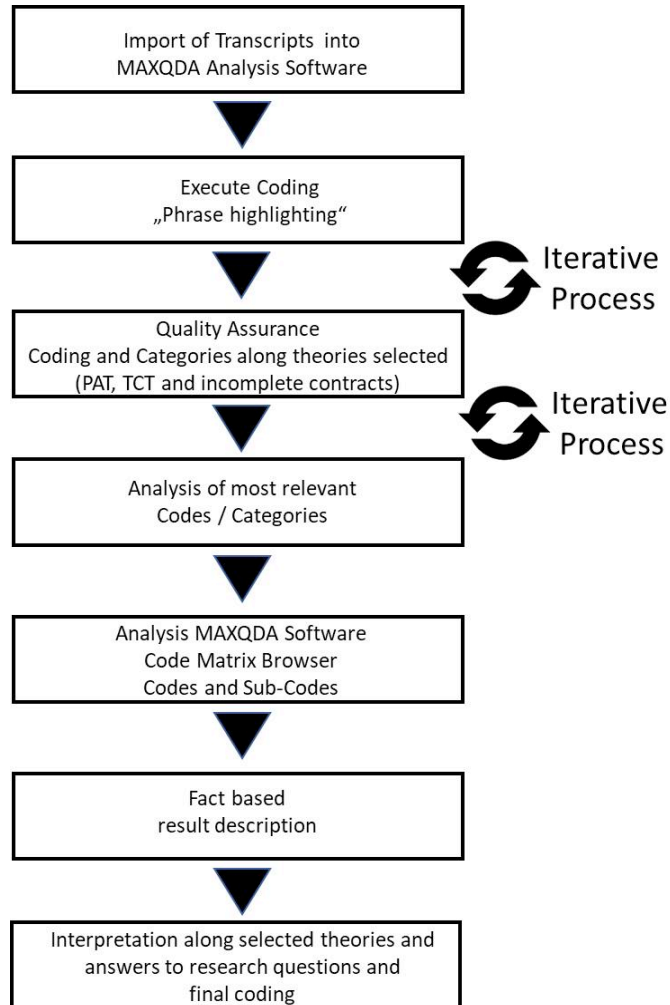 Import of Transcripts into
MAXQDA Analysis Software
Execute Coding
„Phrase highlighting“
Iterative
Process
Quality Assurance
Coding and Categories along theories selected
(PAT, TCT and incomplete contracts)
Iterative
Process
Analysis of most relevant
Codes / Categories
Analysis MAXQDA Software
Code Matrix Browser
Codes and Sub-Codes
Fact based
result description
Interpretation along selected theories and
answers to research questions and
final coding